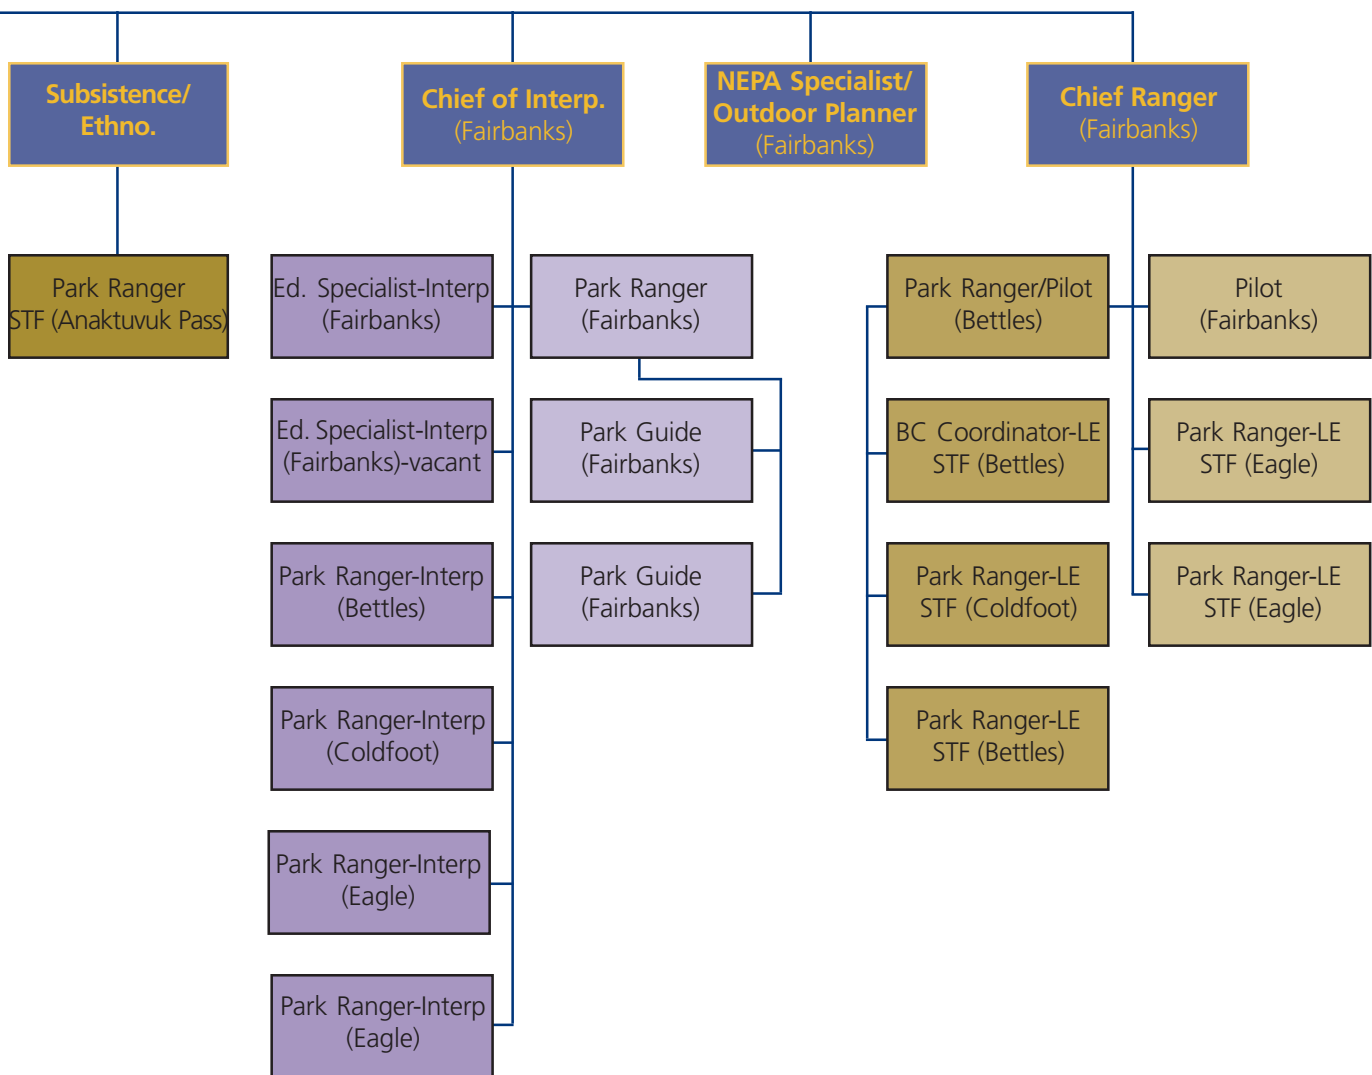 Subsistence/
Ethno.
Chief of Interp.
(Fairbanks)
NEPA Specialist/
Outdoor Planner
(Fairbanks)
Chief Ranger
(Fairbanks)
Park Ranger
STF (Anaktuvuk Pass)
Ed. Specialist-Interp
(Fairbanks)
Park Ranger
(Fairbanks)
Park Ranger/Pilot
(Bettles)
Pilot
(Fairbanks)
Ed. Specialist-Interp
(Fairbanks)-vacant
Park Guide
(Fairbanks)
BC Coordinator-LE
STF (Bettles)
Park Ranger-LE
STF (Eagle)
Park Ranger-Interp
(Bettles)
Park Guide
(Fairbanks)
Park Ranger-LE
STF (Coldfoot)
Park Ranger-LE
STF (Eagle)
Park Ranger-Interp
(Coldfoot)
Park Ranger-LE
STF (Bettles)
Park Ranger-Interp
(Eagle)
Park Ranger-Interp
(Eagle)